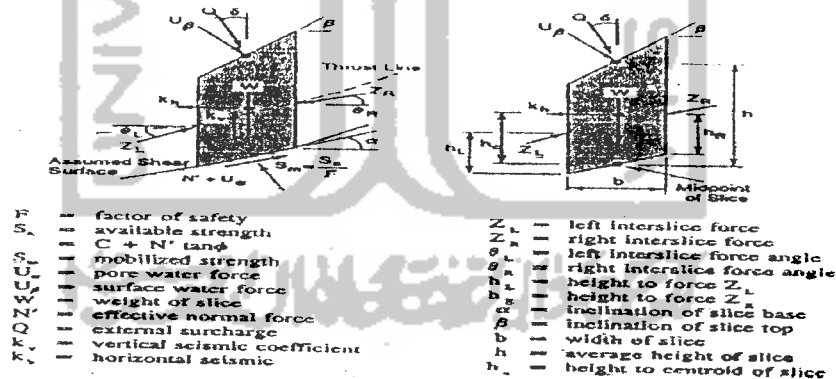 Q δ
U β
β
Thrust Line
W
Z R
k h
k v
θ R
θ L
Z L
α
Assumed Shear
Surface
S m = S a / F
N' + U α
Q δ
U β
β
W
k h
Z R
h
h L
h c
Z L
h R
b
Midpoint
of Slice
F = factor of safety
S a = available strength
= C + N' tanϕ
S m = mobilized strength
U α = pore water force
U β = surface water force
W = weight of slice
N' = effective normal force
Q = external surcharge
K v = vertical seismic coefficient
K = horizontal seismic
Z L = left interslice force
Z R = right interslice force
left interslice force angle
right interslice force angle
height to force Z L
height to force Z R
α = inclination of slice base
β = inclination of slice top
b = width of slice
h = average height of slice
h = height to centroid of slice